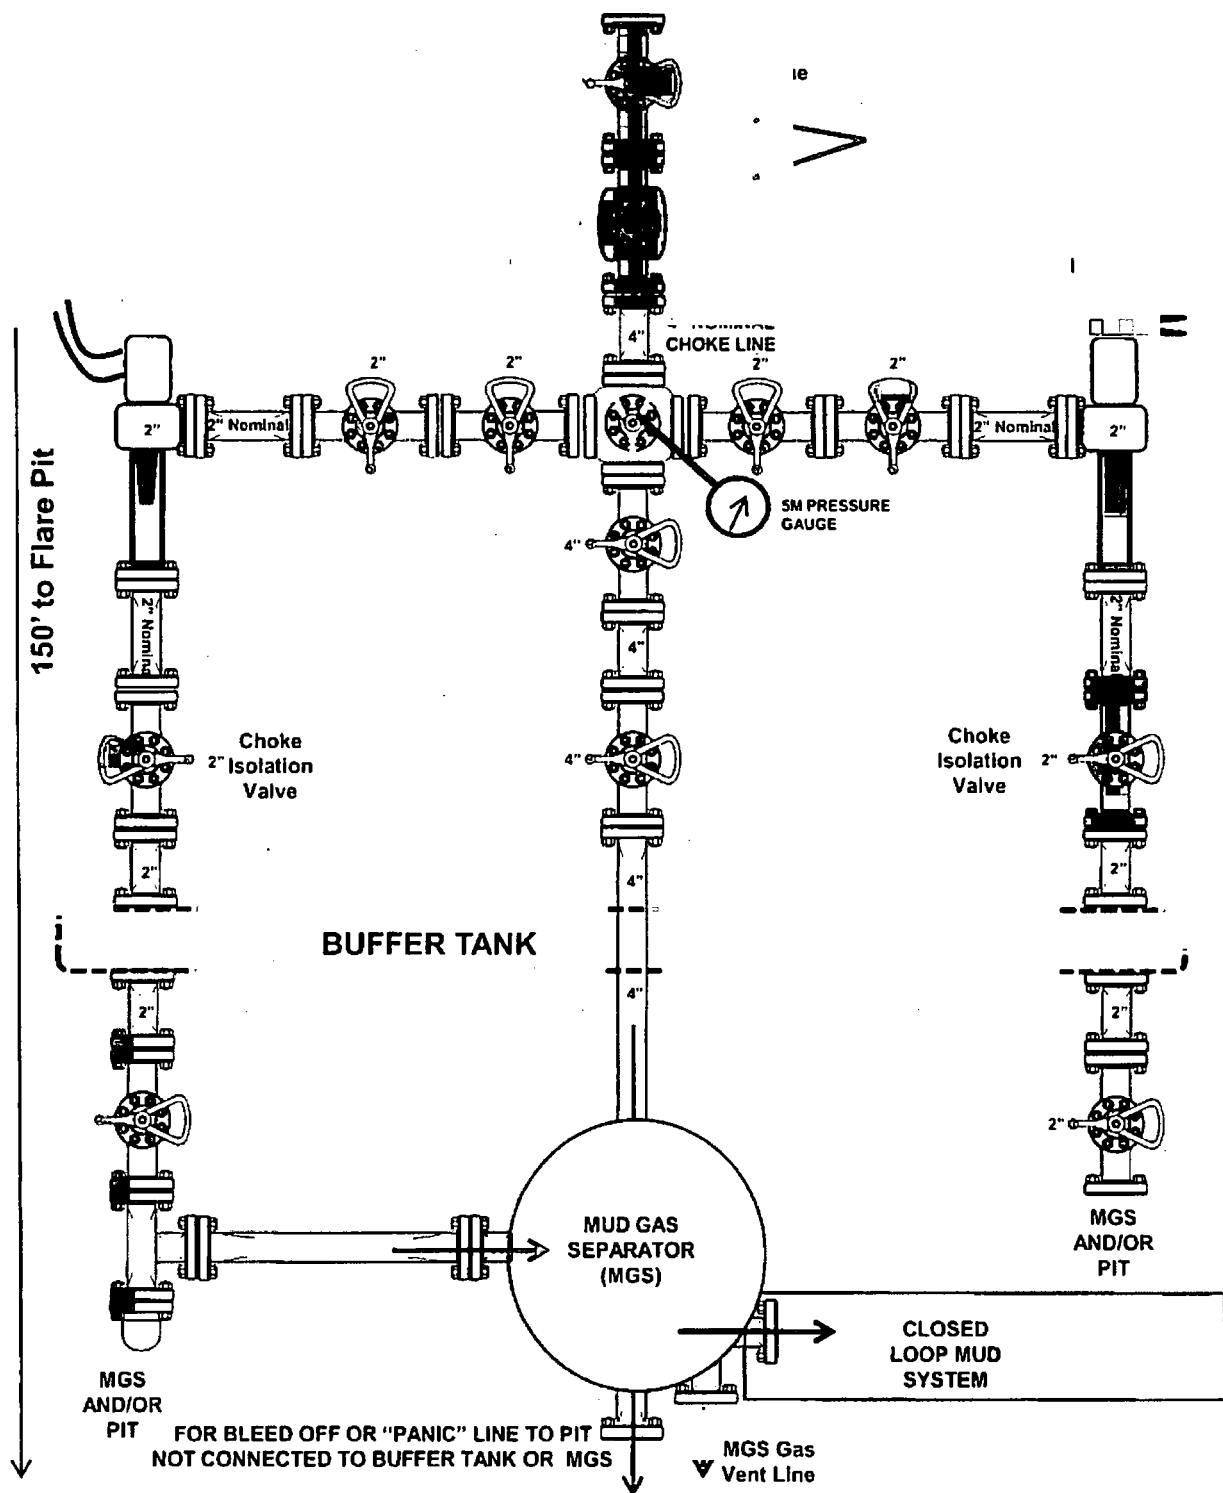 4"
NOMINAL
CHOKE LINE
2"
2"
2"
2"
2"
2" Nominal
2" Nominal
2"
5M PRESSURE
GAUGE
4"
150' to Flare Pit
2" Nominal
4"
2" Nominal
Choke
Isolation
Valve
2"
4"
Choke
Isolation
Valve
2"
2"
4"
2"
BUFFER TANK
2"
4"
2"
2"
MUD GAS
SEPARATOR
(MGS)
MGS
AND/OR
PIT
CLOSED
LOOP MUD
SYSTEM
MGS
AND/OR
PIT
FOR BLEED OFF OR "PANIC" LINE TO PIT
NOT CONNECTED TO BUFFER TANK OR MGS
MGS Gas
Vent Line